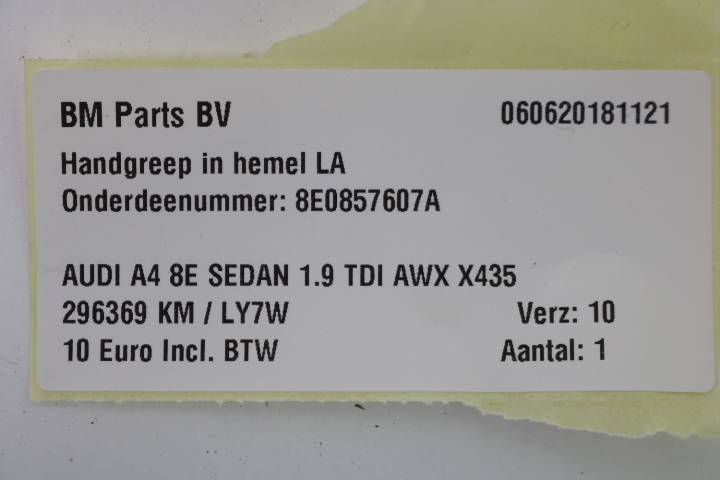 BM Parts BV 060620181121
Handgreep in hemel LA
Onderdeenummer: 8E0857607A
AUDI A4 8E SEDAN 1.9 TDI AWX X435
296369 KM / LY7W Verz: 10
10 Euro Incl. BTW Aantal: 1